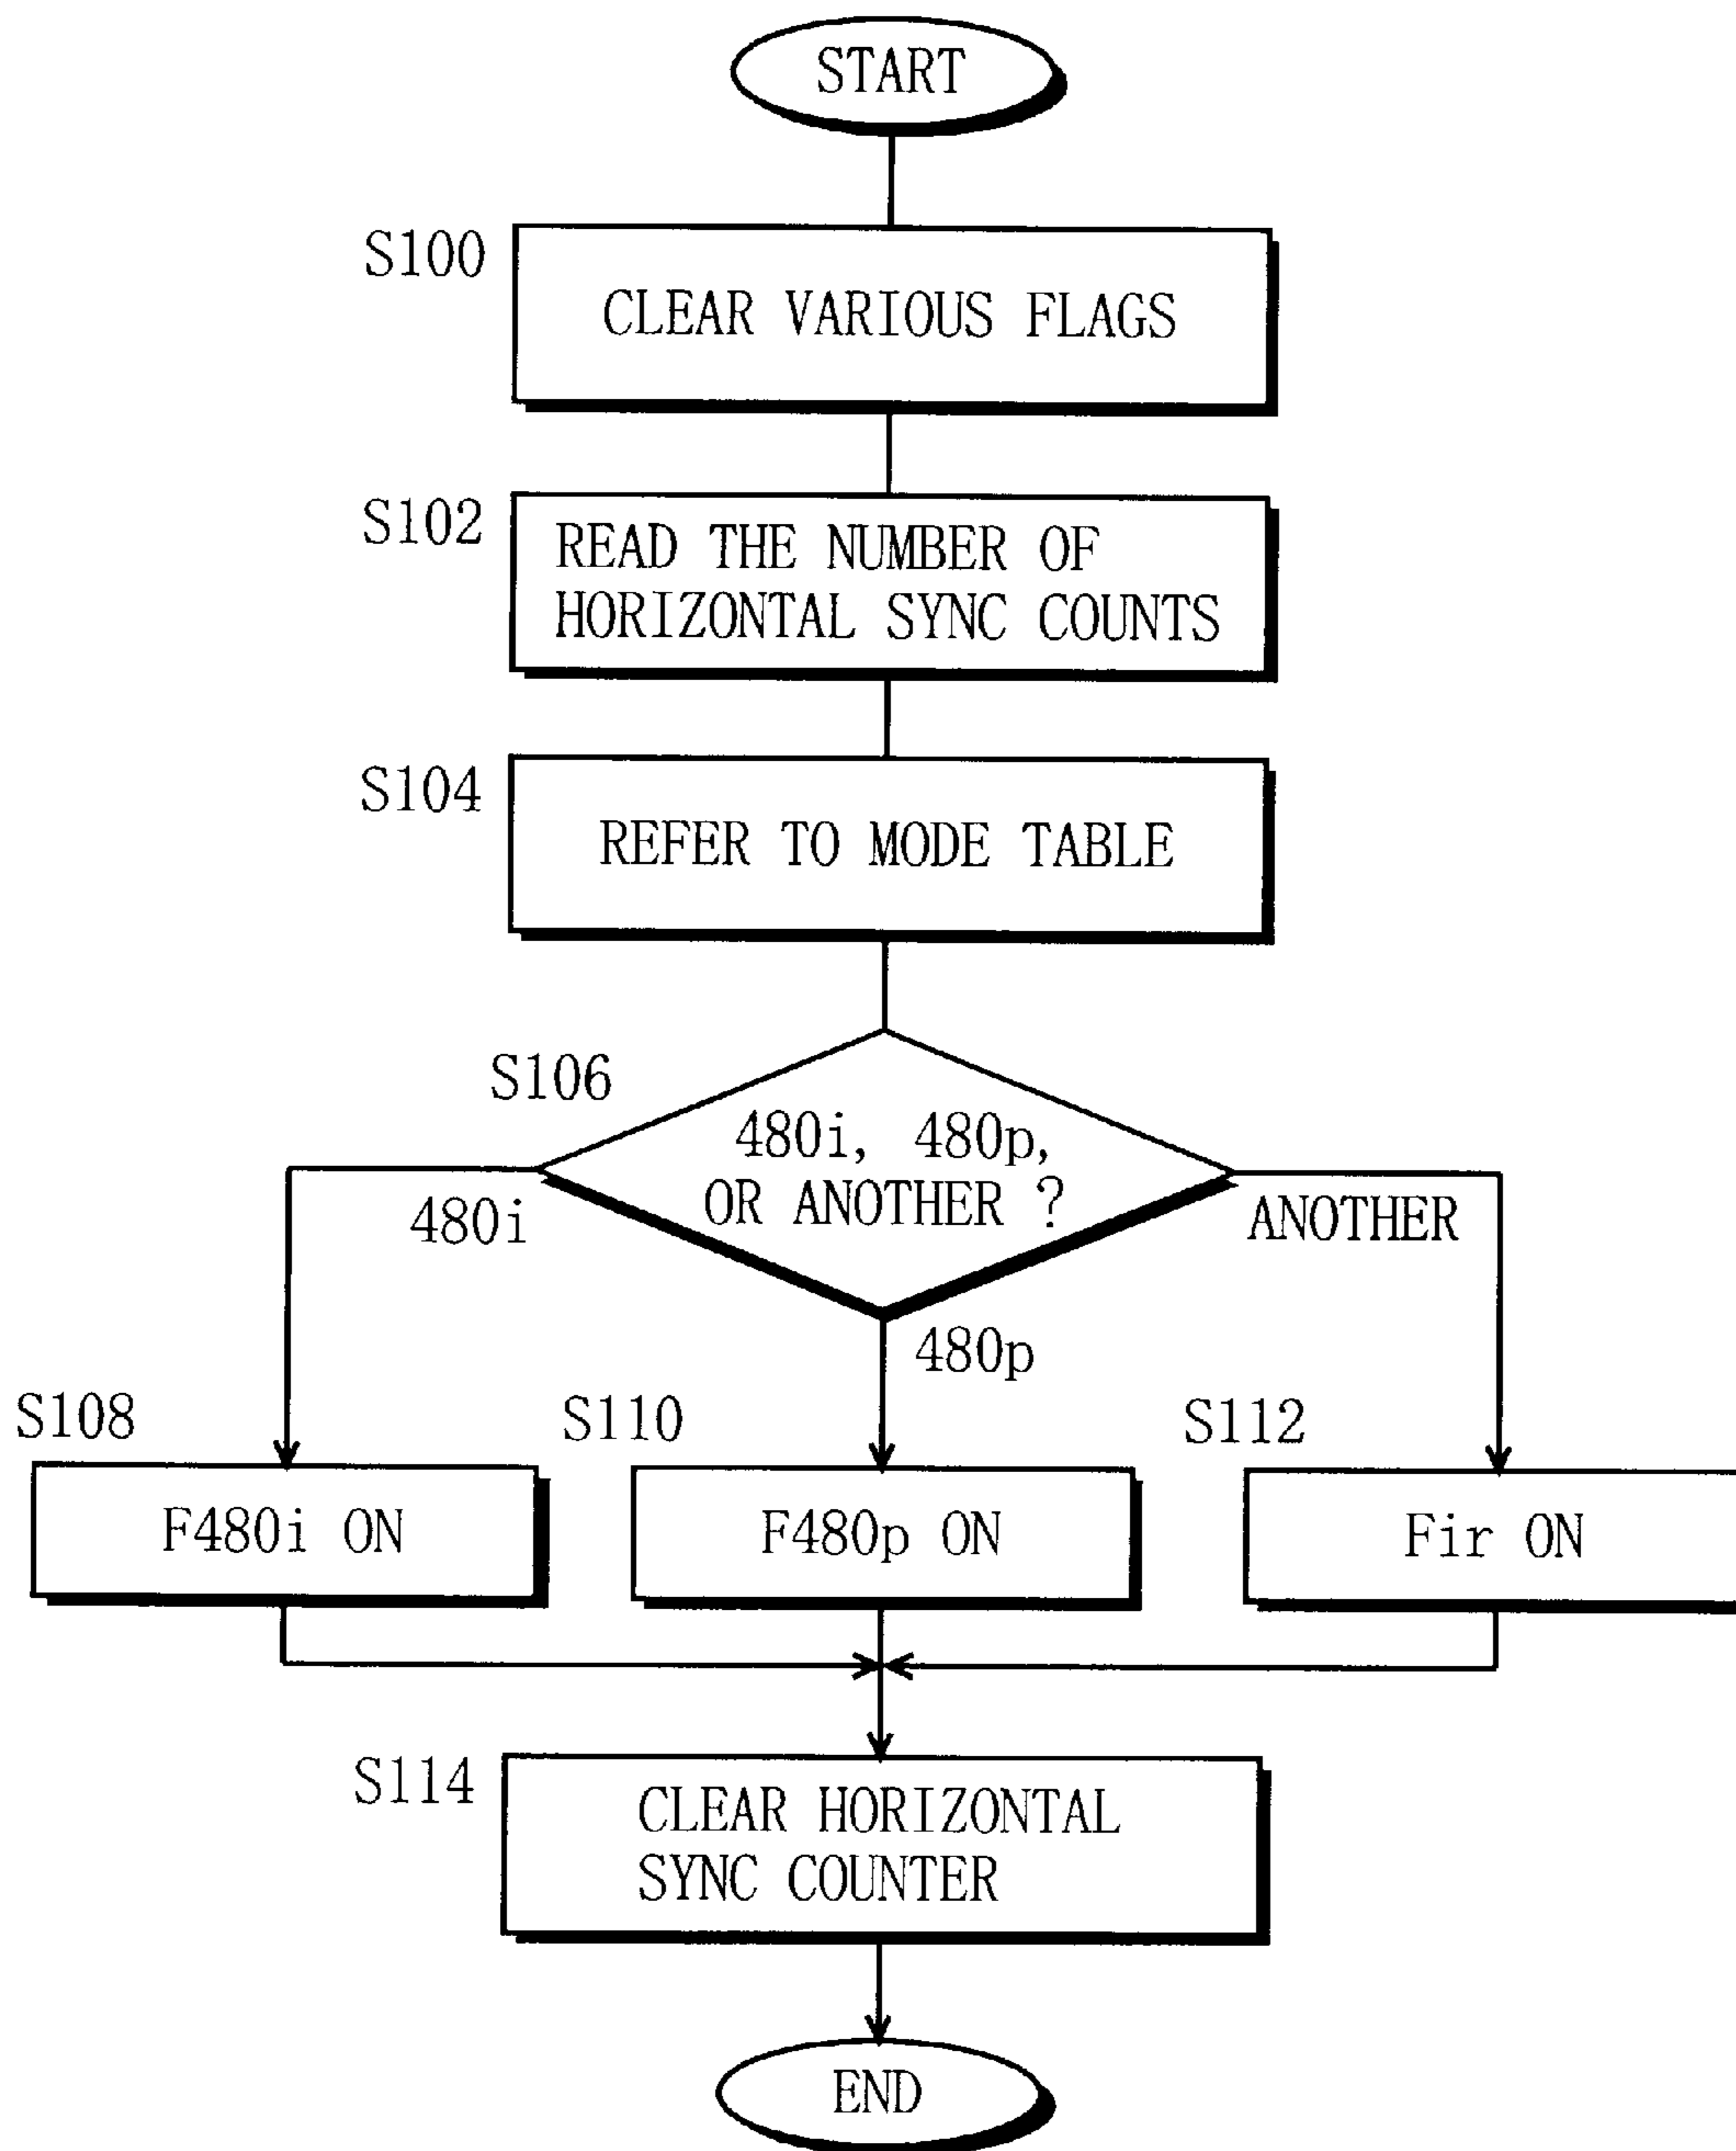 START
S100
CLEAR VARIOUS FLAGS
S102
READ THE NUMBER OF
HORIZONTAL SYNC COUNTS
S104
REFER TO MODE TABLE
S106
480i, 480p,
OR ANOTHER ?
480i
ANOTHER
480p
S108
F480i ON
S110
F480p ON
S112
Fir ON
S114
CLEAR HORIZONTAL
SYNC COUNTER
END